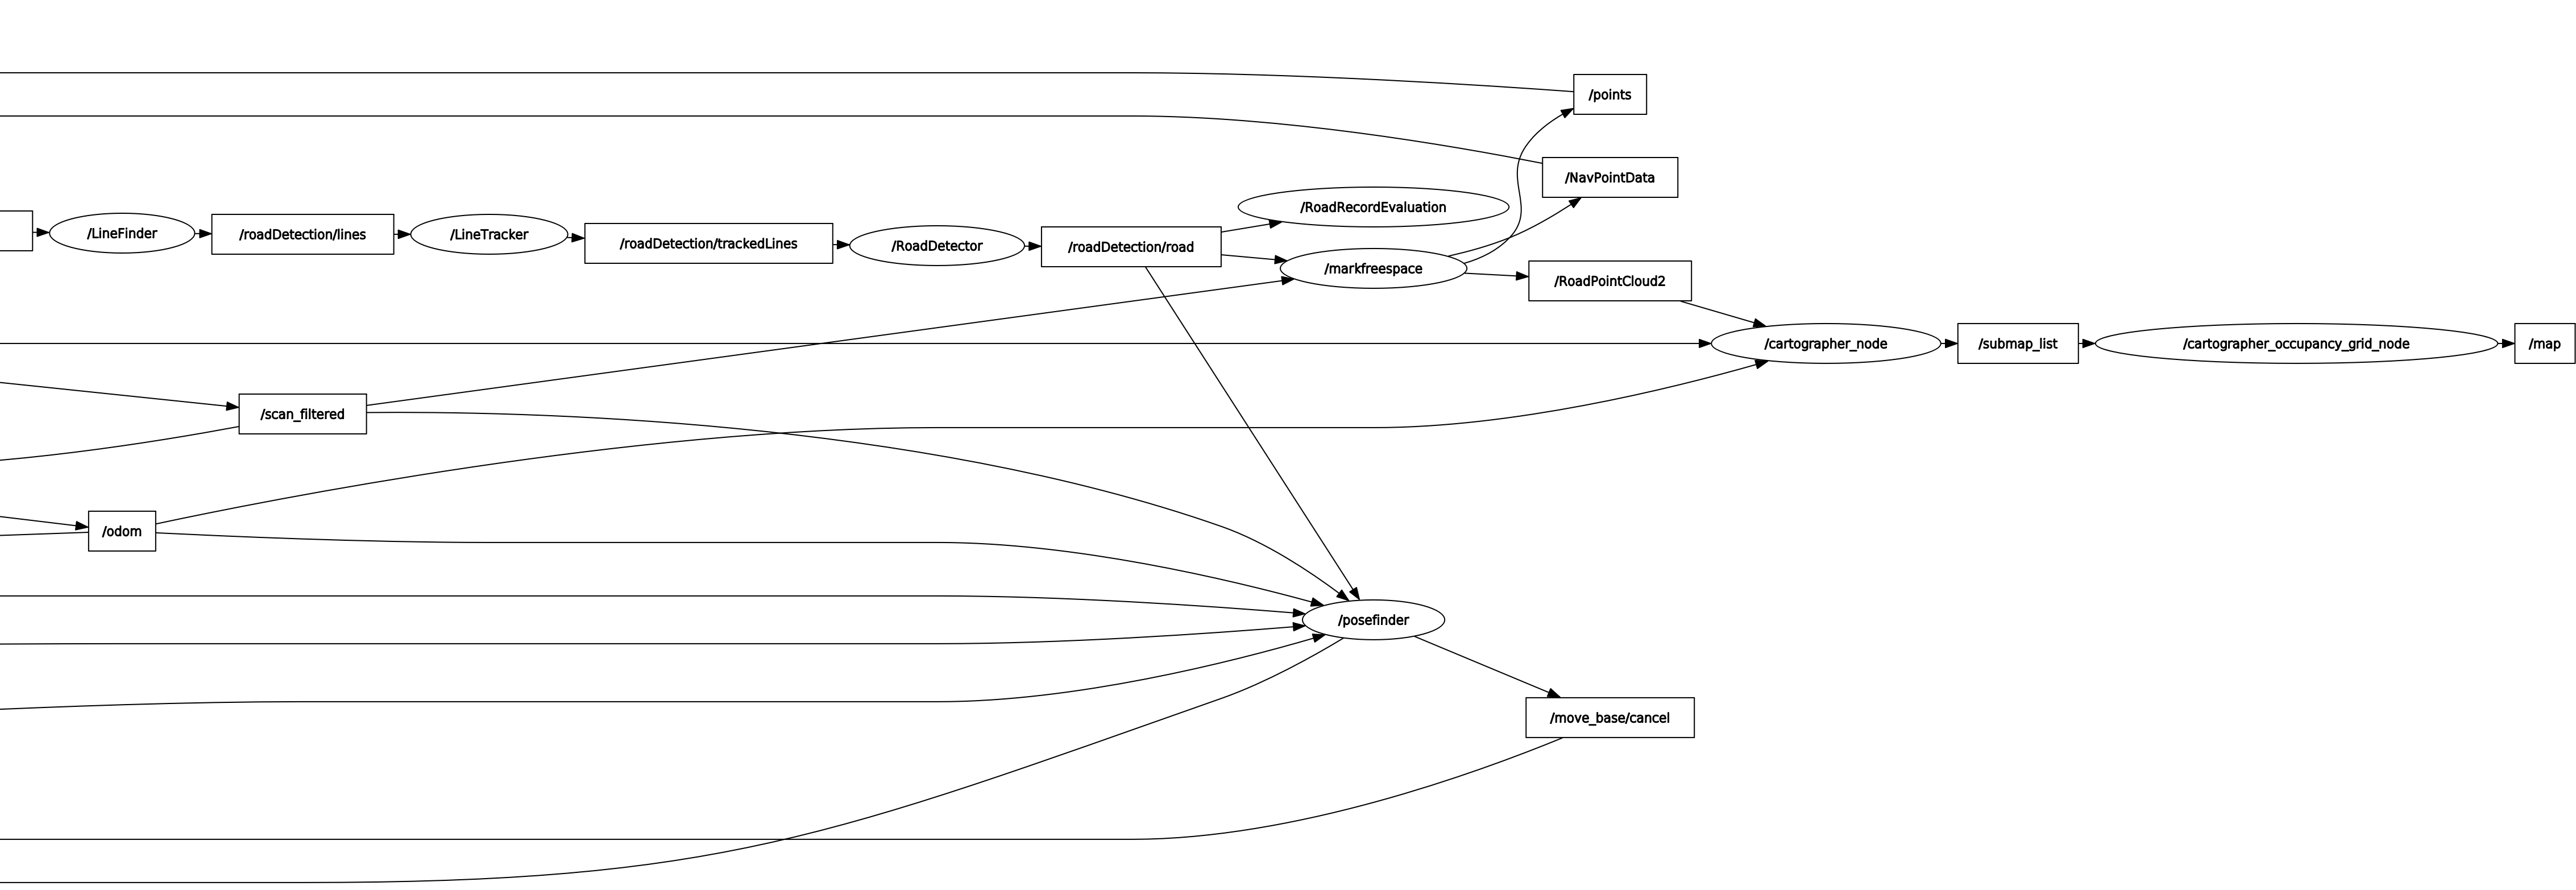 /points
/NavPointData
/RoadRecordEvaluation
/LineFinder
/roadDetection/lines
/LineTracker
/roadDetection/trackedLines
/RoadDetector
/roadDetection/road
/markfreespace
/RoadPointCloud2
/cartographer_node
/submap_list
/cartographer_occupancy_grid_node
/map
/scan_filtered
/odom
/posefinder
/move_base/cancel